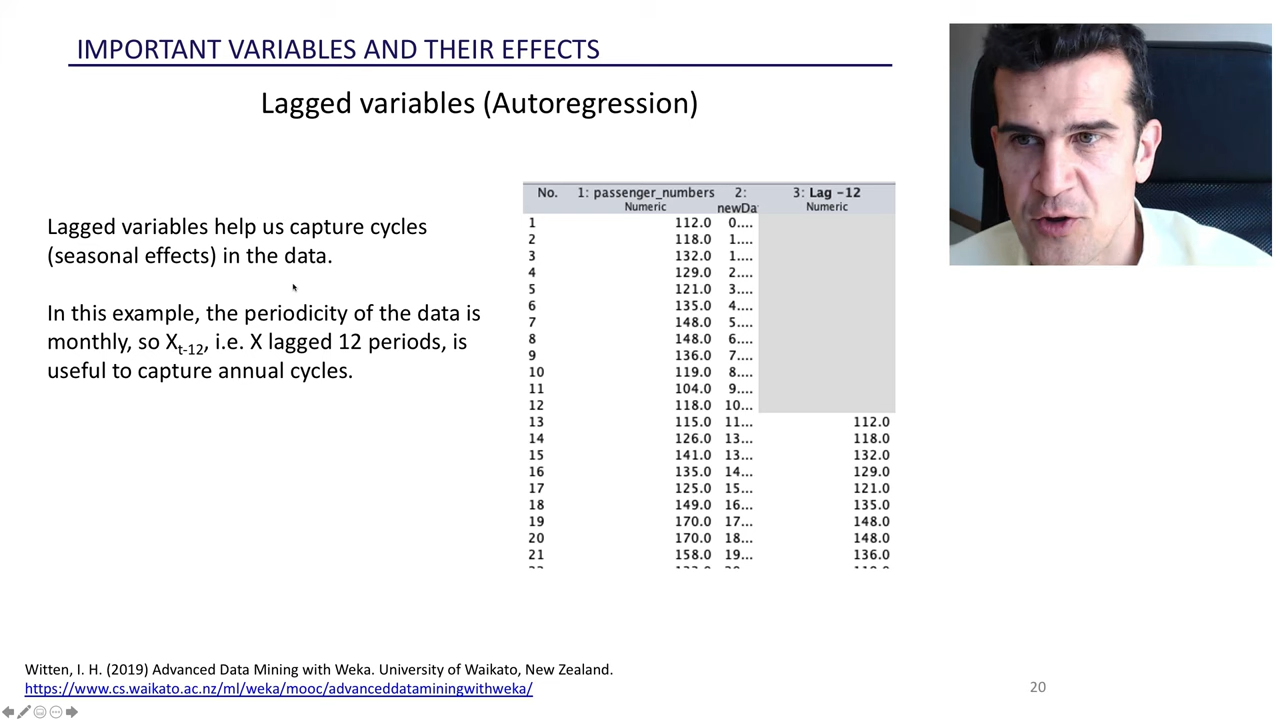 IMPORTANT VARIABLES AND THEIR EFFECTS
Lagged variables (Autoregression)
Lagged variables help us capture cycles
(seasonal effects) in the data.
In this example, the periodicity of the data is
monthly, so Xt-12, i.e. X lagged 12 periods, is
useful to capture annual cycles.
No. 1: passenger_numbers 2: 3: Lag -12
Numeric newDa Numeric
1 112.0 0....
2 118.0 1....
3 132.0 1....
4 129.0 2....
5 121.0 3....
6 135.0 4....
7 148.0 5....
8 148.0 6....
9 136.0 7....
10 119.0 8....
11 104.0 9....
12 118.0 10...
13 115.0 11... 112.0
14 126.0 13... 118.0
15 141.0 13... 132.0
16 135.0 14... 129.0
17 125.0 15... 121.0
18 149.0 16... 135.0
19 170.0 17... 148.0
20 170.0 18... 148.0
21 158.0 19... 136.0
Witten, I. H. (2019) Advanced Data Mining with Weka. University of Waikato, New Zealand.
https://www.cs.waikato.ac.nz/ml/weka/mooc/advanceddataminingwithweka/
20